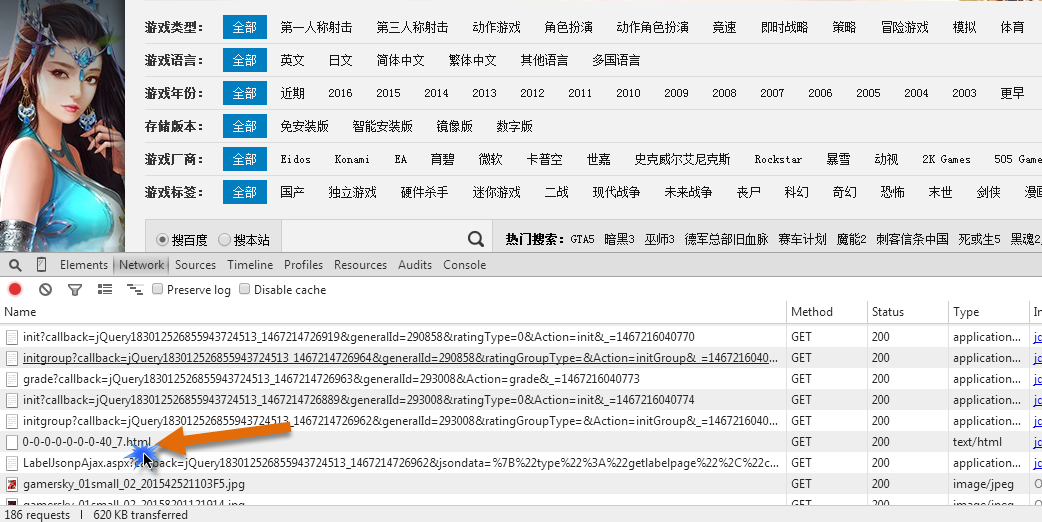 游戏类型： 全部 第一人称射击 第三人称射击 动作游戏 角色扮演 动作角色扮演 竞速 即时战略 策略 冒险游戏 模拟 体育
游戏语言： 全部 英文 日文 简体中文 繁体中文 其他语言 多国语言
游戏年份： 全部 近期 2016 2015 2014 2013 2012 2011 2010 2009 2008 2007 2006 2005 2004 2003 更早
存储版本： 全部 免安装版 智能安装版 镜像版 数字版
游戏厂商： 全部 Eidos Konami EA 育碧 微软 卡普空 世嘉 史克威尔艾尼克斯 Rockstar 暴雪 动视 2K Games 505 Game
游戏标签： 全部 国产 独立游戏 硬件杀手 迷你游戏 二战 现代战争 未来战争 丧尸 科幻 奇幻 恐怖 末世 剑侠 漫画
搜百度 搜本站 热门搜索： GTA5 暗黑3 巫师3 德军总部旧血脉 赛车计划 魔能2 刺客信条中国 死或生5 黑魂2
Elements Network Sources Timeline Profiles Resources Audits Console
Preserve log Disable cache
Name Method Status Type In
init?callback=jQuery183012526855943724513_1467214726919&generalId=290858&ratingType=0&Action=init&_=1467216040770 GET 200 application... jq
initgroup?callback=jQuery183012526855943724513_1467214726964&generalId=290858&ratingGroupType=&Action=initGroup&_=1467216040... GET 200 application... jq
grade?callback=jQuery183012526855943724513_1467214726963&generalId=293008&Action=grade&_=1467216040773 GET 200 application... jq
init?callback=jQuery183012526855943724513_1467214726889&generalId=293008&ratingType=0&Action=init&_=1467216040774 GET 200 application... jq
initgroup?callback=jQuery183012526855943724513_1467214726962&generalId=293008&ratingGroupType=&Action=initGroup&_=1467216040... GET 200 application... jq
0-0-0-0-0-0-0-40_7.html GET 200 text/html jq
LabelJsonpAjax.aspx?callback=jQuery183012526855943724513_1467214726962&jsondata=%7B%22type%22%3A%22getlabelpage%22%2C%22c... GET 200 application... jq
gamersky_01small_02_201542521103F5.jpg GET 200 image/jpeg O
gamersky_01small_02_20158201121914.jpg GET 200 image/jpeg O
186 requests | 620 KB transferred